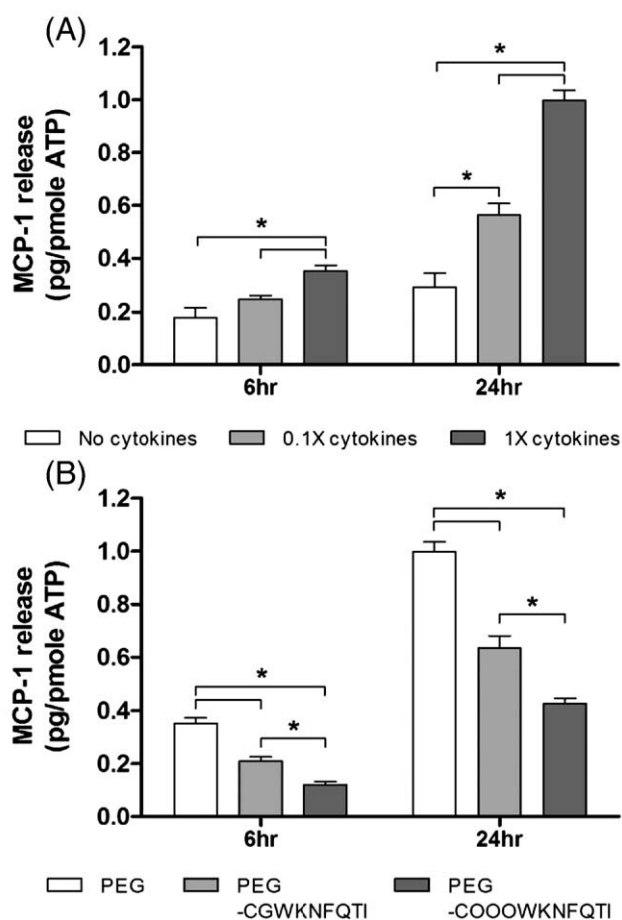 (A)
MCP-1 release
(pg/pmole ATP)
1.2
1.0
0.8
0.6
0.4
0.2
0.0
*
*
*
6hr
24hr
No cytokines
0.1X cytokines
1X cytokines
(B)
MCP-1 release
(pg/pmole ATP)
1.2
1.0
0.8
0.6
0.4
0.2
0.0
*
*
*
*
6hr
24hr
PEG
PEG
-CGWKNFQTI
PEG
-COOOWKNFQTI